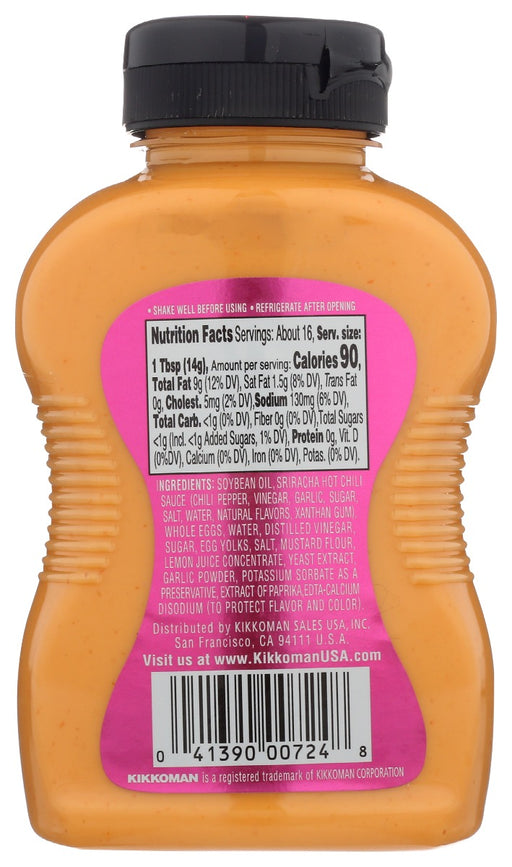 • SHAKE WELL BEFORE USING • REFRIGERATE AFTER OPENING
Nutrition Facts Servings: About 16, Serv. size:
1 Tbsp (14g), Amount per serving: Calories 90,
Total Fat 9g (12% DV), Sat Fat 1.5g (8% DV), Trans Fat
0g, Cholest. 5mg (2% DV), Sodium 130mg (6% DV),
Total Carb. <1g (0% DV), Fiber 0g (0% DV), Total Sugars
<1g (Incl. <1g Added Sugars, 1% DV), Protein 0g, Vit. D
(0%DV), Calcium (0% DV), Iron (0% DV), Potas. (0% DV).
INGREDIENTS: SOYBEAN OIL, SRIRACHA HOT CHILI
SAUCE (CHILI PEPPER, VINEGAR, GARLIC, SUGAR,
SALT, WATER, NATURAL FLAVORS, XANTHAN GUM),
WHOLE EGGS, WATER, DISTILLED VINEGAR,
SUGAR, EGG YOLKS, SALT, MUSTARD FLOUR,
LEMON JUICE CONCENTRATE, YEAST EXTRACT,
GARLIC POWDER, POTASSIUM SORBATE AS A
PRESERVATIVE, EXTRACT OF PAPRIKA, EDTA-CALCIUM
DISODIUM (TO PROTECT FLAVOR AND COLOR).
Distributed by KIKKOMAN SALES USA, INC.
San Francisco, CA 94111 U.S.A.
Visit us at www.KikkomanUSA.com
0 41390 00724 8
KIKKOMAN is a registered trademark of KIKKOMAN CORPORATION